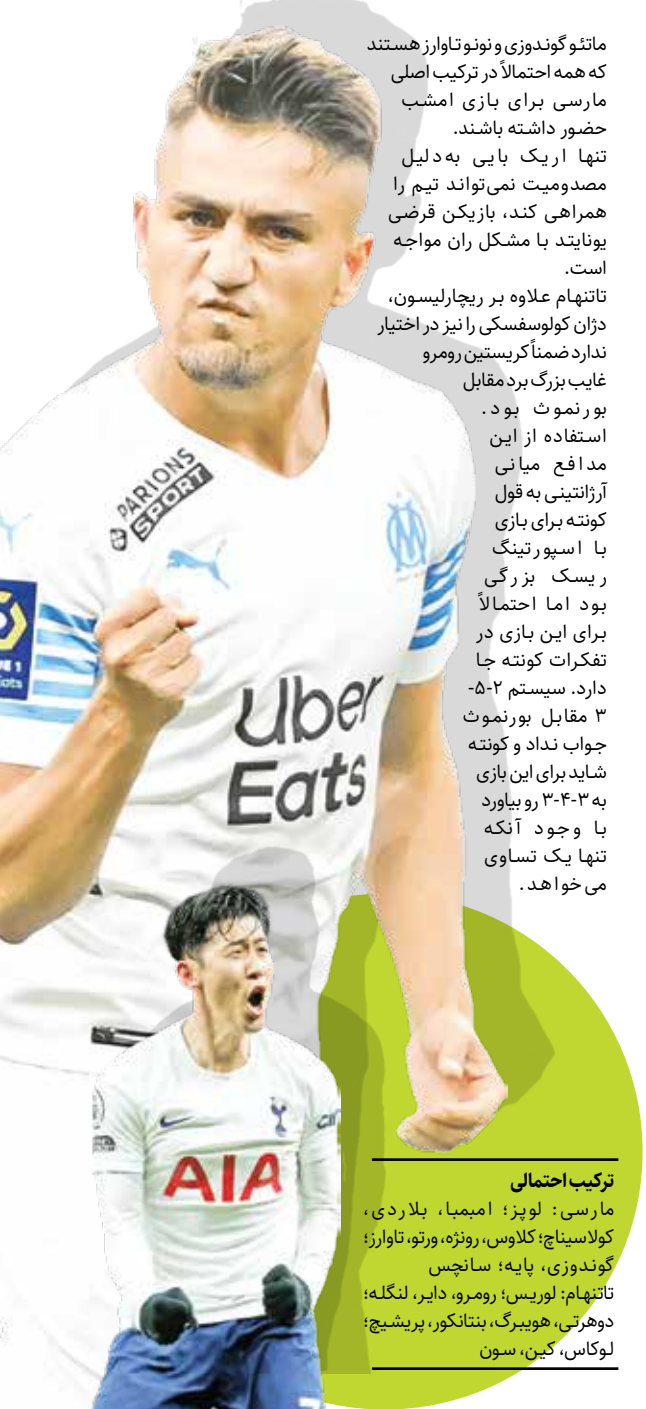 ماتئو گوندوزی و نونو تاوارز هستند
که همه احتمالاً در ترکیب اصلی
مارسی برای بازی امشب
حضور داشته باشند.
تنها اریک بایی به‌دلیل
مصدومیت نمی‌تواند تیم را
همراهی کند، بازیکن قرضی
یونایتد با مشکل ران مواجه
است.
تاتنهام علاوه بر ریچارلیسون،
دژان کولوسفسکی را نیز در اختیار
ندارد ضمناً کریستین رومرو
غایب بزرگ برد مقابل
بورنموث بود.
استفاده از این
مدافع میانی
آرژانتینی به قول
کونته برای بازی
با اسپورتینگ
ریسک بزرگی
بود اما احتمالاً
برای این بازی در
تفکرات کونته جا
دارد. سیستم ۲-۵-
۳ مقابل بورنموث
جواب نداد و کونته
شاید برای این بازی
به ۳-۴-۳ رو بیاورد
با وجود آنکه
تنها یک تساوی
می‌خواهد.
PARIONS
SPORT
Uber
Eats
AIA
ترکیب احتمالی
مارسی: لوپز؛ امبمبا، بلاردی،
کولاسیناچ؛ کلاوس، رونژه، ورتو، تاوارز؛
گوندوزی، پایه؛ سانچس
تاتنهام: لوریس؛ رومرو، دایر، لنگله؛
دوهرتی، هویبرگ، بنتانکور، پریشیچ؛
لوکاس، کین، سون